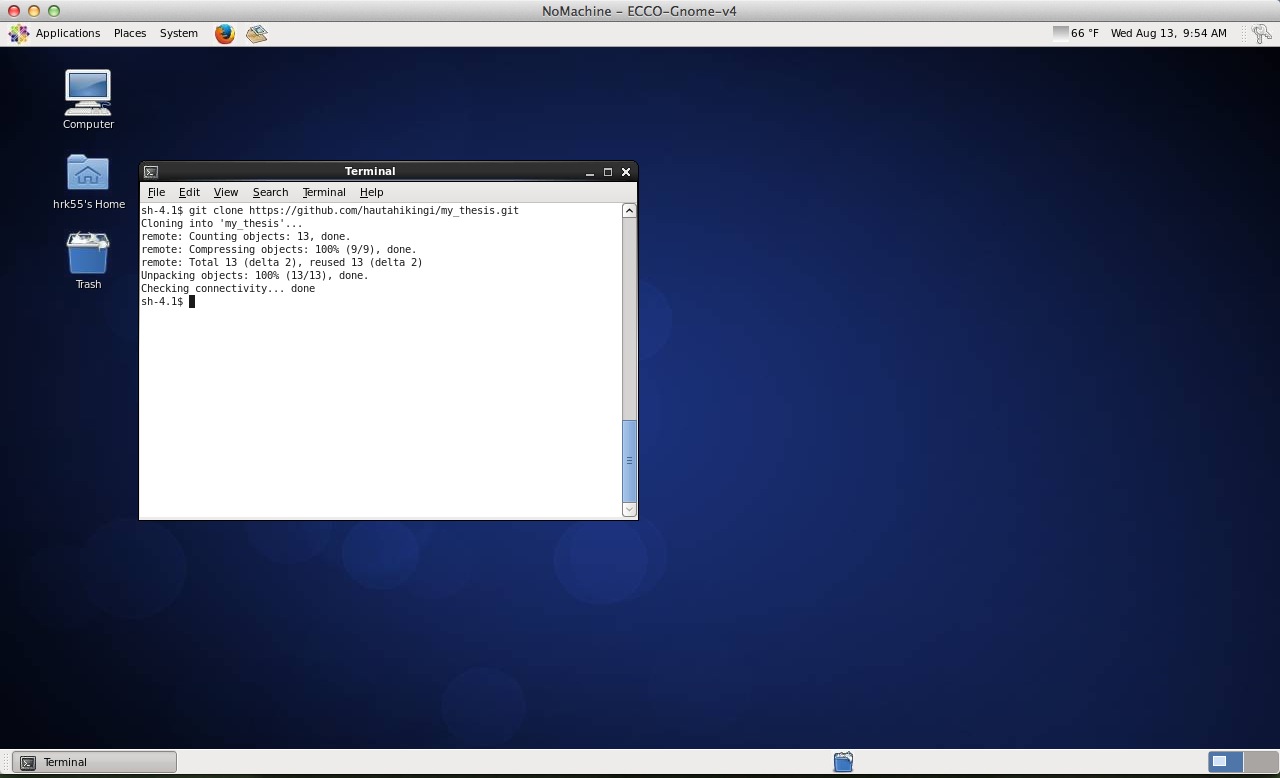 NoMachine - ECCO-Gnome-v4
Applications Places System
66 °F Wed Aug 13, 9:54 AM
Computer
hrk55's Home
Trash
Terminal
File Edit View Search Terminal Help
sh-4.1$ git clone https://github.com/hautahikingi/my_thesis.git
Cloning into 'my_thesis'...
remote: Counting objects: 13, done.
remote: Compressing objects: 100% (9/9), done.
remote: Total 13 (delta 2), reused 13 (delta 2)
Unpacking objects: 100% (13/13), done.
Checking connectivity... done
sh-4.1$
Terminal